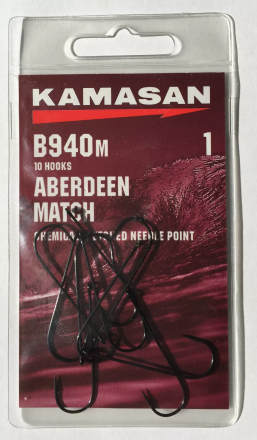 KAMASAN
B940M 1
10 HOOKS
ABERDEEN
MATCH
NEEDLE POINT